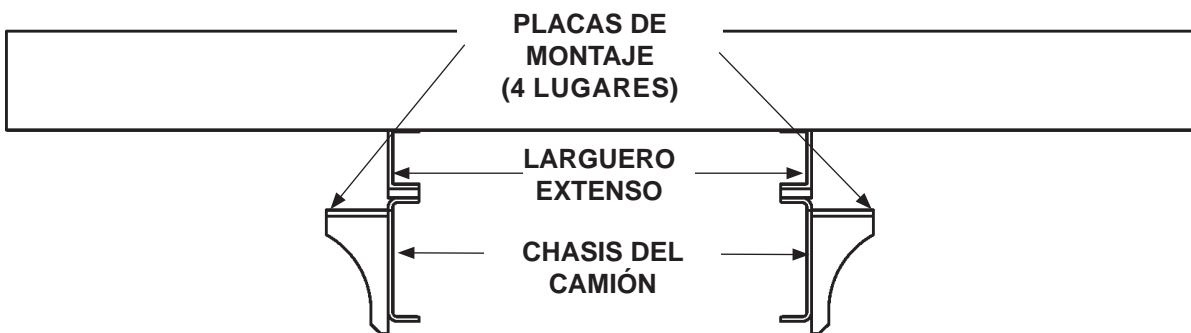 PLACAS DE
MONTAJE
(4 LUGARES)
LARGUERO
EXTENSO
CHASIS DEL
CAMIÓN